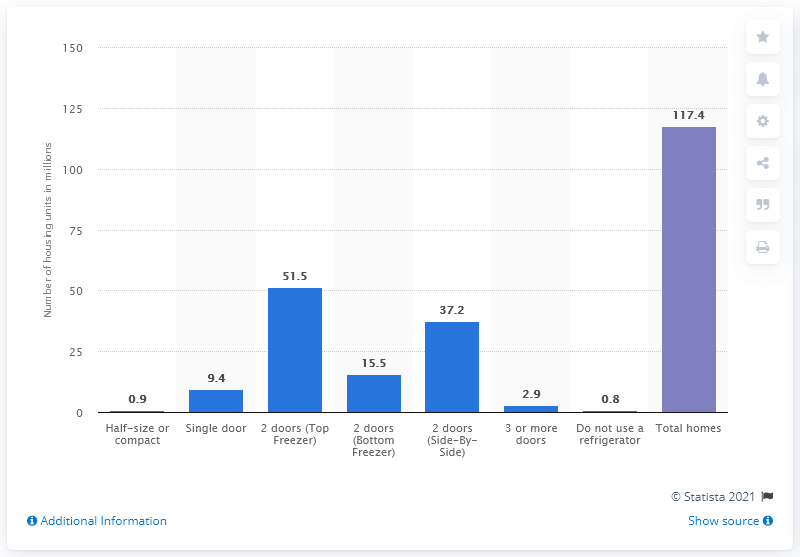 150
125
100
75
50
25
0
Number of housing units in millions
0.9
9.4
51.5
15.5
37.2
2.9
0.8
117.4
Half-size or
compact
Single door
2 doors (Top
Freezer)
2 doors
(Bottom
Freezer)
2 doors
(Side-By-
Side)
3 or more
doors
Do not use a
refrigerator
Total homes
© Statista 2021
Additional Information
Show source